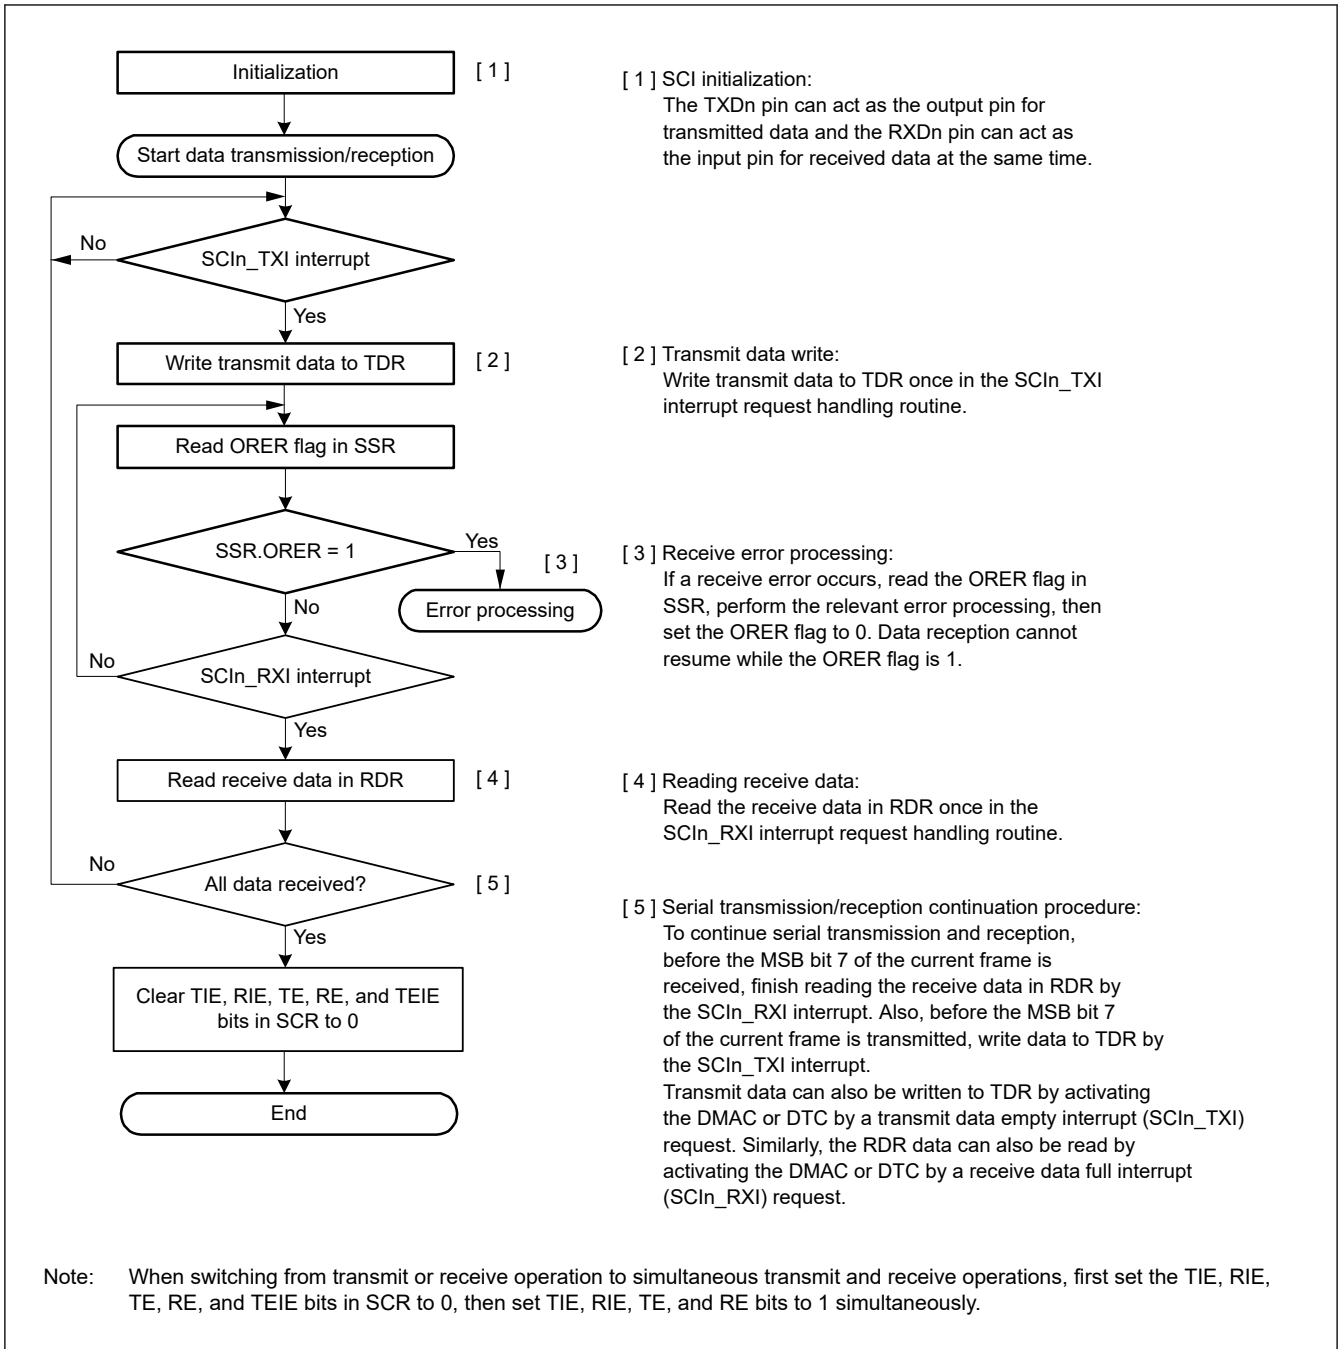 Initialization
[ 1 ]
Start data transmission/reception
No
SCIn_TXI interrupt
Yes
Write transmit data to TDR
[ 2 ]
Read ORER flag in SSR
SSR.ORER = 1
Yes
[ 3 ]
Error processing
No
No
SCIn_RXI interrupt
Yes
Read receive data in RDR
[ 4 ]
No
All data received?
[ 5 ]
Yes
Clear TIE, RIE, TE, RE, and TEIE
bits in SCR to 0
End
[ 1 ] SCI initialization:
The TXDn pin can act as the output pin for
transmitted data and the RXDn pin can act as
the input pin for received data at the same time.
[ 2 ] Transmit data write:
Write transmit data to TDR once in the SCIn_TXI
interrupt request handling routine.
[ 3 ] Receive error processing:
If a receive error occurs, read the ORER flag in
SSR, perform the relevant error processing, then
set the ORER flag to 0. Data reception cannot
resume while the ORER flag is 1.
[ 4 ] Reading receive data:
Read the receive data in RDR once in the
SCIn_RXI interrupt request handling routine.
[ 5 ] Serial transmission/reception continuation procedure:
To continue serial transmission and reception,
before the MSB bit 7 of the current frame is
received, finish reading the receive data in RDR by
the SCIn_RXI interrupt. Also, before the MSB bit 7
of the current frame is transmitted, write data to TDR by
the SCIn_TXI interrupt.
Transmit data can also be written to TDR by activating
the DMAC or DTC by a transmit data empty interrupt (SCIn_TXI)
request. Similarly, the RDR data can also be read by
activating the DMAC or DTC by a receive data full interrupt
(SCIn_RXI) request.
Note: When switching from transmit or receive operation to simultaneous transmit and receive operations, first set the TIE, RIE,
TE, RE, and TEIE bits in SCR to 0, then set TIE, RIE, TE, and RE bits to 1 simultaneously.